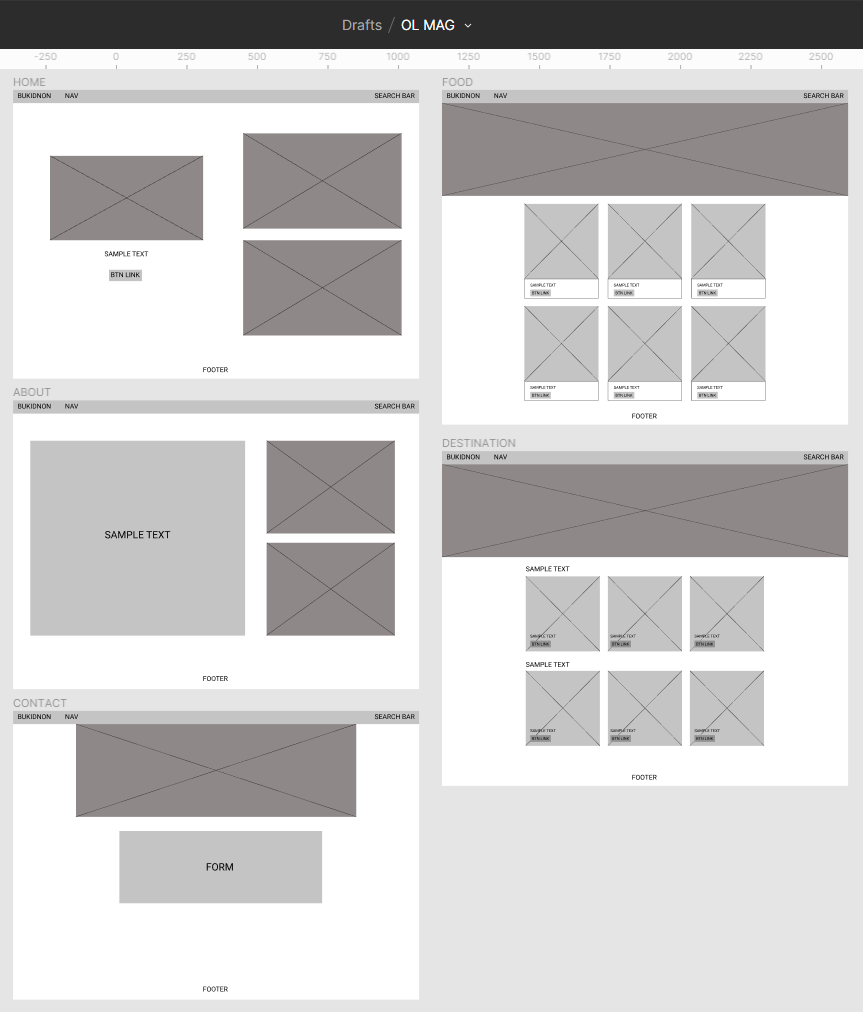 Drafts / OL MAG
-250 0 250 500 750 1000 1250 1500 1750 2000 2250 2500
HOME
BUKIDNON NAV SEARCH BAR
SAMPLE TEXT
BTN LINK
FOOTER
ABOUT
BUKIDNON NAV SEARCH BAR
SAMPLE TEXT
FOOTER
CONTACT
BUKIDNON NAV SEARCH BAR
FORM
FOOTER
FOOD
BUKIDNON NAV SEARCH BAR
SAMPLE TEXT SAMPLE TEXT SAMPLE TEXT
BTN LINK BTN LINK BTN LINK
SAMPLE TEXT SAMPLE TEXT SAMPLE TEXT
BTN LINK BTN LINK BTN LINK
FOOTER
DESTINATION
BUKIDNON NAV SEARCH BAR
SAMPLE TEXT
SAMPLE TEXT SAMPLE TEXT SAMPLE TEXT
BTN LINK BTN LINK BTN LINK
SAMPLE TEXT
SAMPLE TEXT SAMPLE TEXT SAMPLE TEXT
BTN LINK BTN LINK BTN LINK
FOOTER